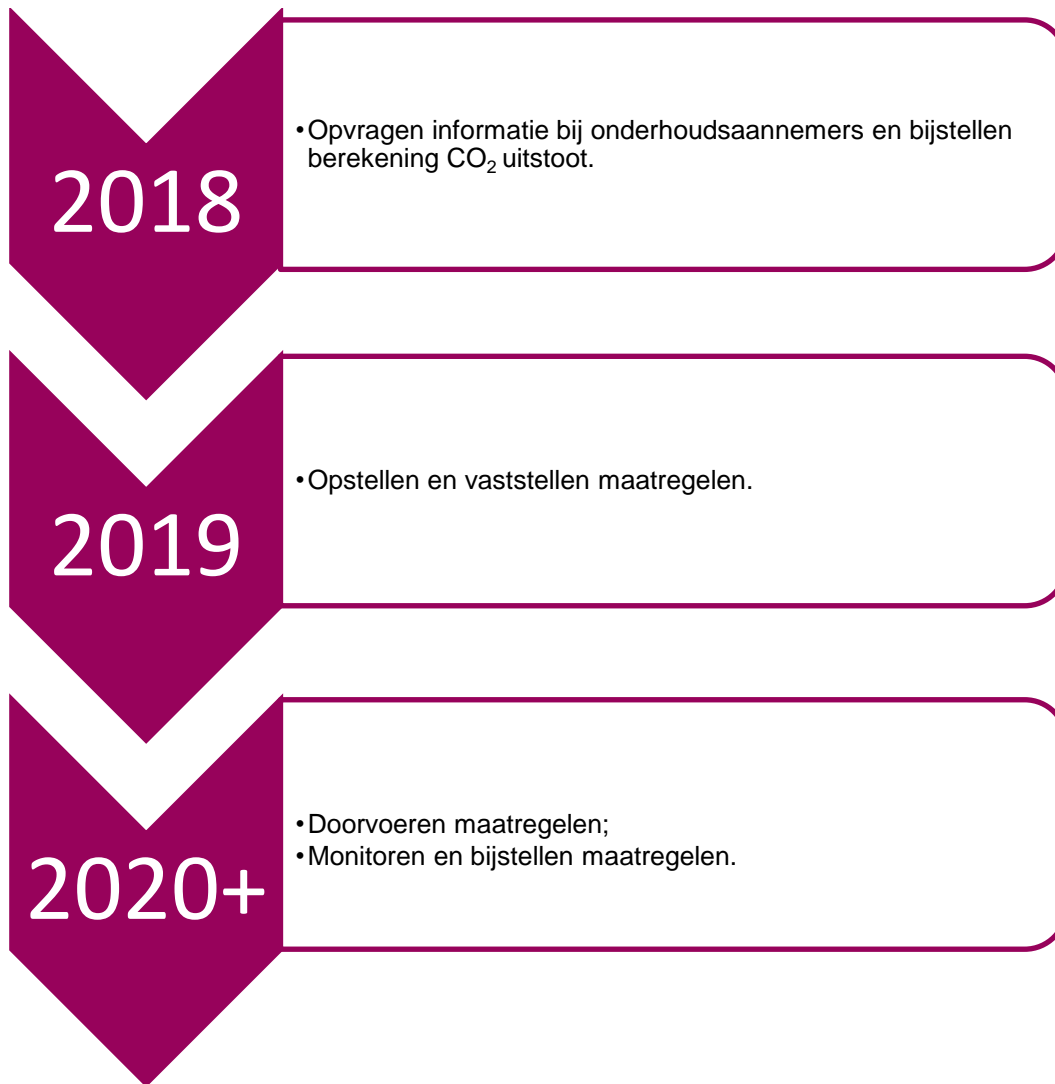 2018
•Opvragen informatie bij onderhoudsaannemers en bijstellen
berekening CO₂ uitstoot.
2019
•Opstellen en vaststellen maatregelen.
2020+
•Doorvoeren maatregelen;
•Monitoren en bijstellen maatregelen.